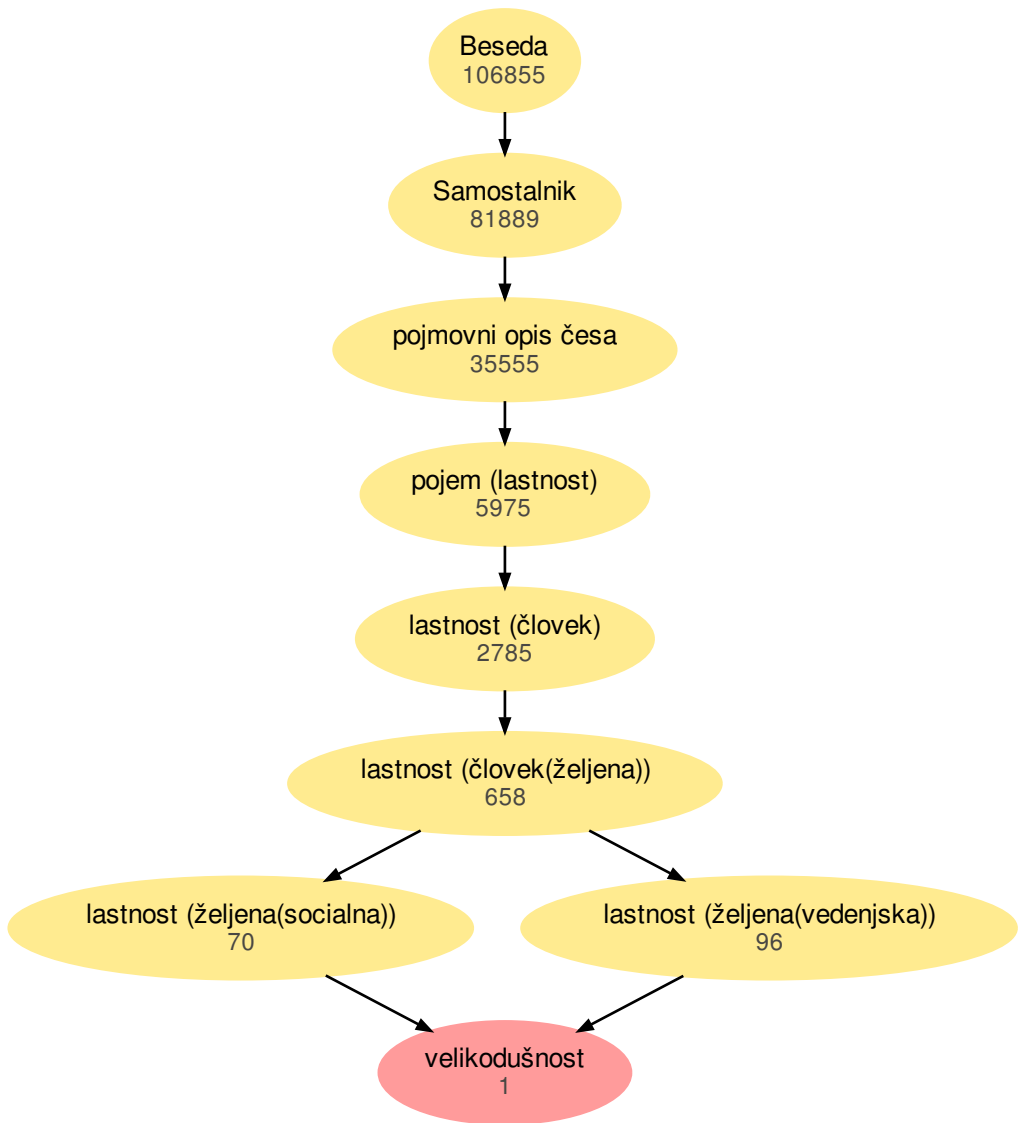 Beseda
106855
Samostalnik
81889
pojmovni opis česa
35555
pojem (lastnost)
5975
lastnost (človek)
2785
lastnost (človek(željena))
658
lastnost (željena(socialna))
70
lastnost (željena(vedenjska))
96
velikodušnost
1